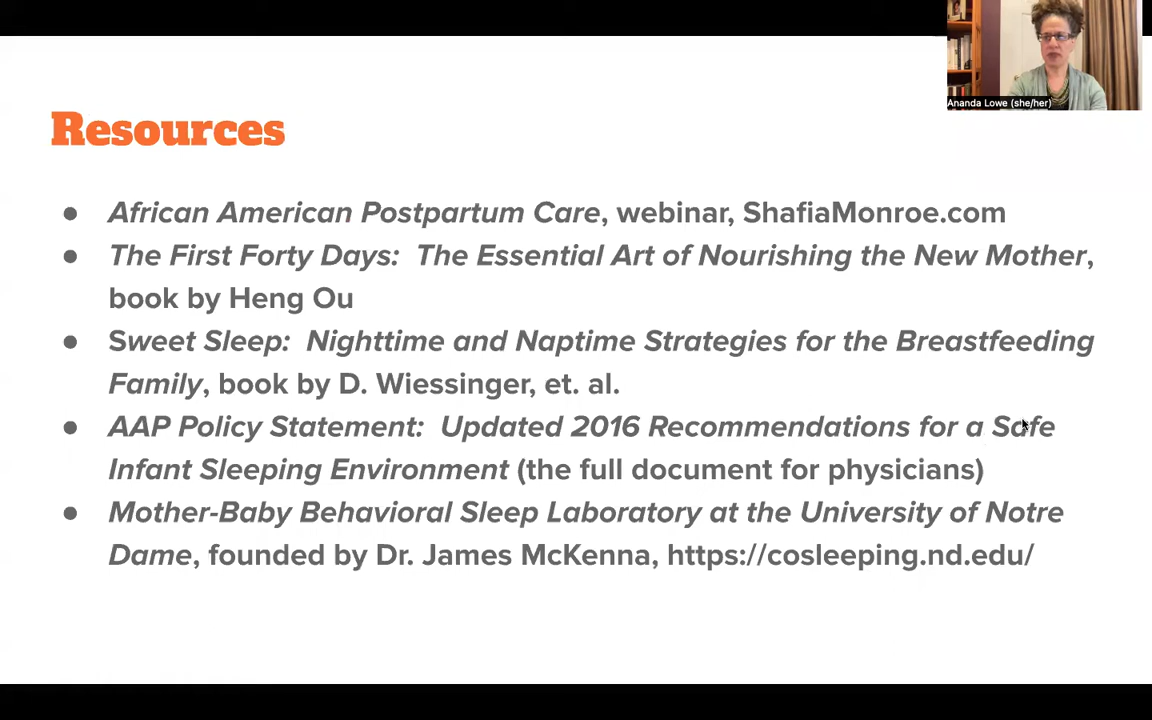 Ananda Lowe (she/her)
Resources
● African American Postpartum Care, webinar, ShafiaMonroe.com
● The First Forty Days:  The Essential Art of Nourishing the New Mother,
book by Heng Ou
● Sweet Sleep:  Nighttime and Naptime Strategies for the Breastfeeding
Family, book by D. Wiessinger, et. al.
● AAP Policy Statement:  Updated 2016 Recommendations for a Safe
Infant Sleeping Environment (the full document for physicians)
● Mother-Baby Behavioral Sleep Laboratory at the University of Notre
Dame, founded by Dr. James McKenna, https://cosleeping.nd.edu/